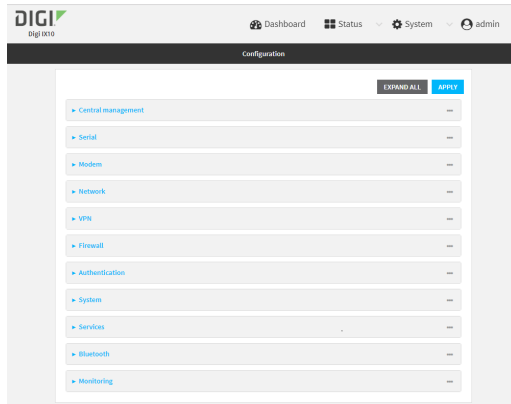 DIGI
Digi IX10
Dashboard Status System admin
Configuration
EXPAND ALL APPLY
Central management
Serial
Modem
Network
VPN
Firewall
Authentication
System
Services
Bluetooth
Monitoring